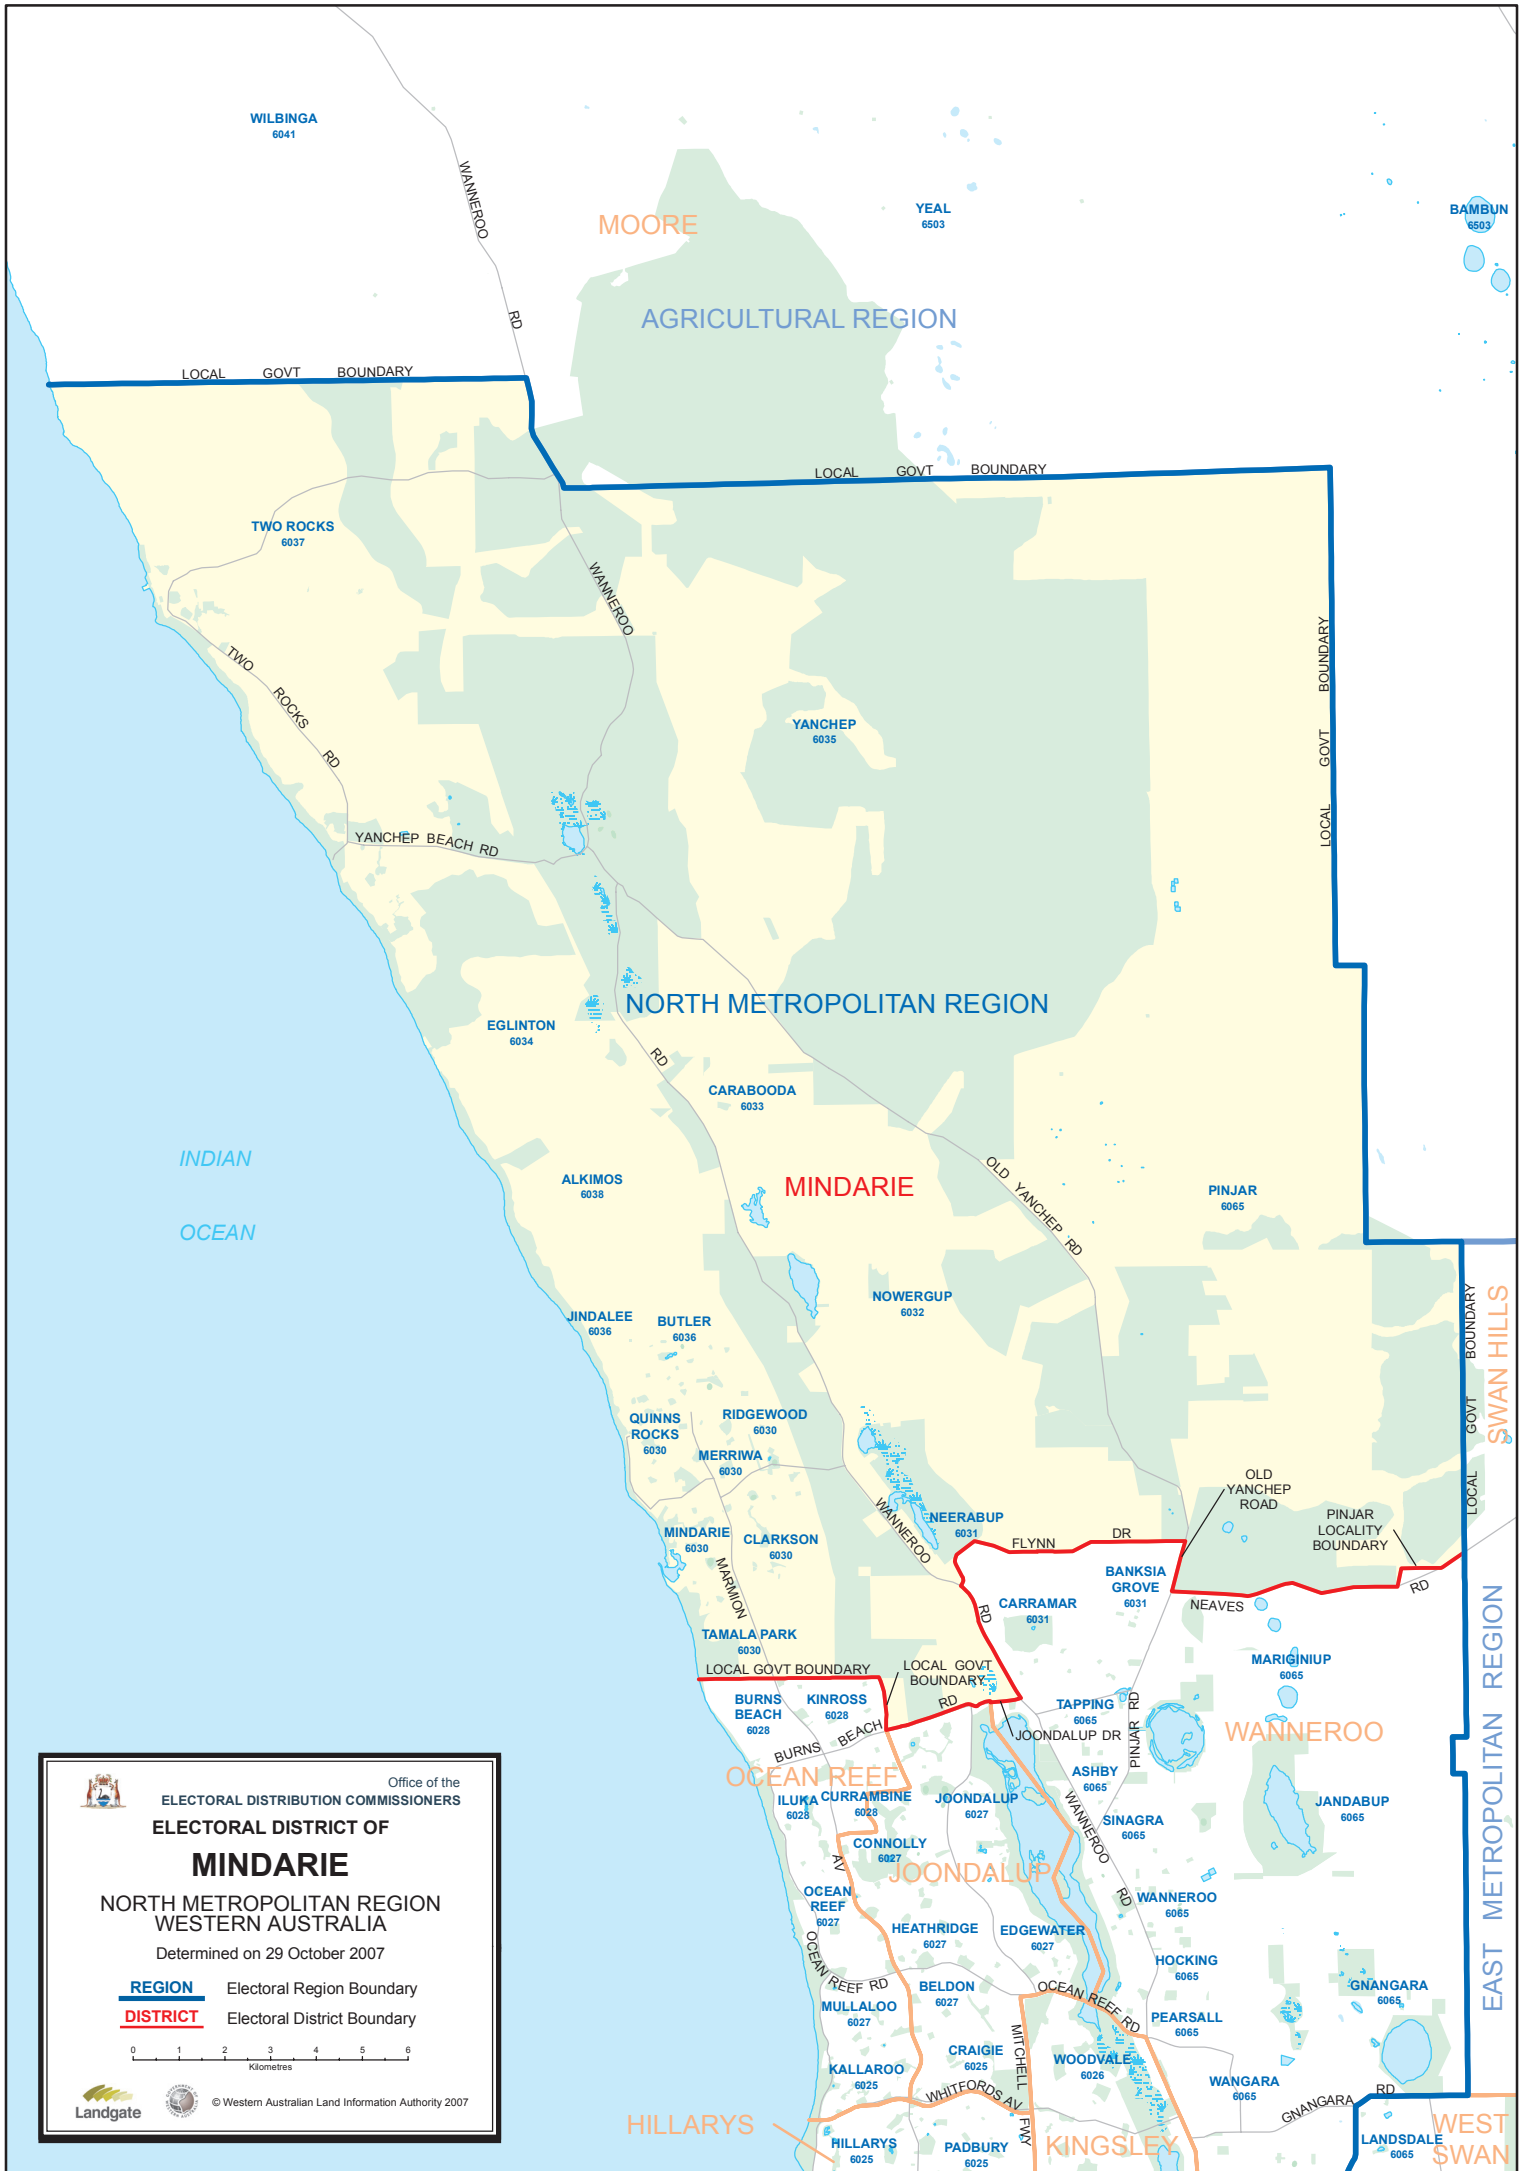 WILBINGA
6041
WANNEROO
RD
MOORE
YEAL
6503
BAMBUN
6503
AGRICULTURAL REGION
LOCAL GOVT BOUNDARY
LOCAL GOVT BOUNDARY
TWO ROCKS
6037
WANNEROO
TWO ROCKS RD
LOCAL GOVT BOUNDARY
YANCHEP
6035
YANCHEP BEACH RD
NORTH METROPOLITAN REGION
EGLINTON
6034
RD
CARABOODA
6033
INDIAN
OCEAN
ALKIMOS
6038
MINDARIE
OLD YANCHEP RD
PINJAR
6065
NOWERGUP
6032
JINDALEE
6036
BUTLER
6036
LOCAL GOVT BOUNDARY
SWAN HILLS
QUINNS
ROCKS
6030
RIDGEWOOD
6030
MERRIWA
6030
OLD
YANCHEP
ROAD
PINJAR
LOCALITY
BOUNDARY
WANNEROO
RD
NEERABUP
6031
MINDARIE
6030
CLARKSON
6030
MARMION
FLYNN DR
BANKSIA
GROVE
6031
CARRAMAR
6031
NEAVES RD
TAMALA PARK
6030
LOCAL GOVT BOUNDARY
LOCAL GOVT
BOUNDARY
MARIGINIUP
6065
EAST METROPOLITAN REGION
BURNS
BEACH
6028
KINROSS
6028
BURNS BEACH RD
TAPPING
6065
JOONDALUP DR
PINJAR RD
WANNEROO
OCEAN REEF
ILUKA
6028
CURRAMBINE
6028
JOONDALUP
6027
ASHBY
6065
WANNEROO RD
SINAGRA
6065
JANDABUP
6065
CONNOLLY
6027
AV
JOONDALUP
OCEAN
REEF
6027
WANNEROO
6065
HEATHRIDGE
6027
EDGEWATER
6027
OCEAN REEF RD
HOCKING
6065
BELDON
6027
OCEAN REEF RD
GNANGARA
6065
MULLALOO
6027
PEARSALL
6065
MITCHELL FWY
CRAIGIE
6025
WOODVALE
6026
KALLAROO
6025
WHITFORDS AV
WANGARA
6065
GNANGARA RD
HILLARYS
HILLARYS
6025
PADBURY
6025
KINGSLEY
LANDSDALE
6065
WEST
SWAN
Office of the
ELECTORAL DISTRIBUTION COMMISSIONERS
ELECTORAL DISTRICT OF
MINDARIE
NORTH METROPOLITAN REGION
WESTERN AUSTRALIA
Determined on 29 October 2007
REGION Electoral Region Boundary
DISTRICT Electoral District Boundary
0 1 2 3 4 5 6
Kilometres
Landgate
© Western Australian Land Information Authority 2007